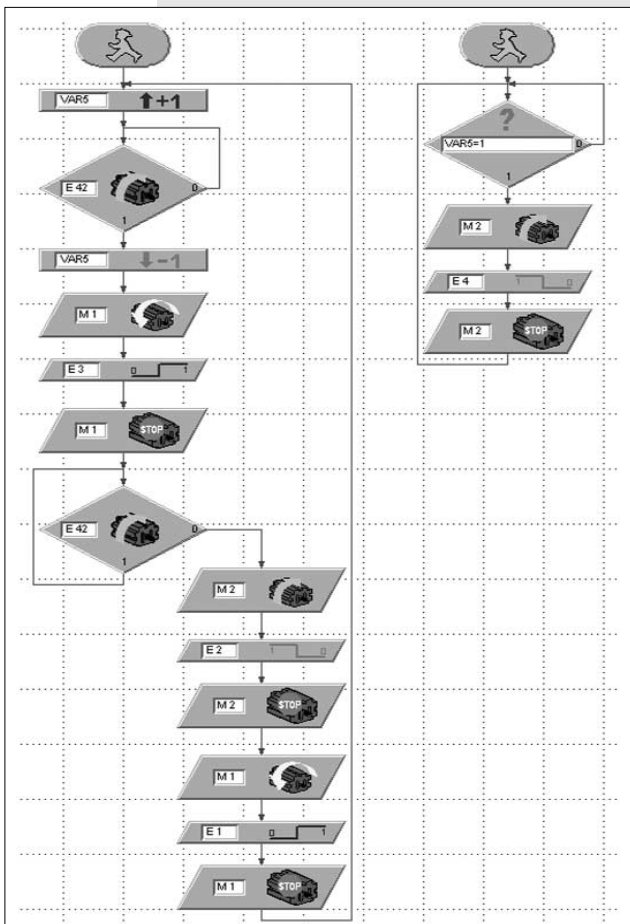 VAR5 +1
E 42 0
1
VAR5 -1
M 1
E 3 0 1
M 1 STOP
E 42 0
1
M 2
E 2 1 0
M 2 STOP
M 1
E 1 0 1
M 1 STOP
?
VAR5=1 0
1
M 2
E 4 1 0
M 2 STOP